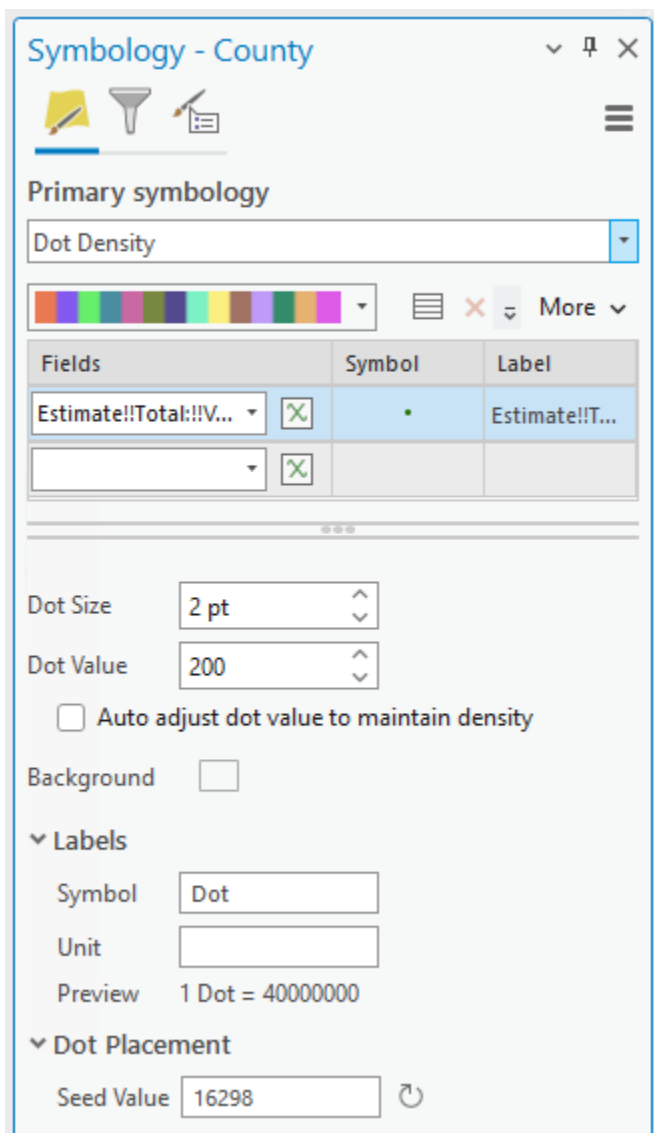 Symbology - County
Primary symbology
Dot Density
More
Fields Symbol Label
Estimate!!Total:!!V... Estimate!!T...
Dot Size 2 pt
Dot Value 200
Auto adjust dot value to maintain density
Background
Labels
Symbol Dot
Unit
Preview 1 Dot = 40000000
Dot Placement
Seed Value 16298